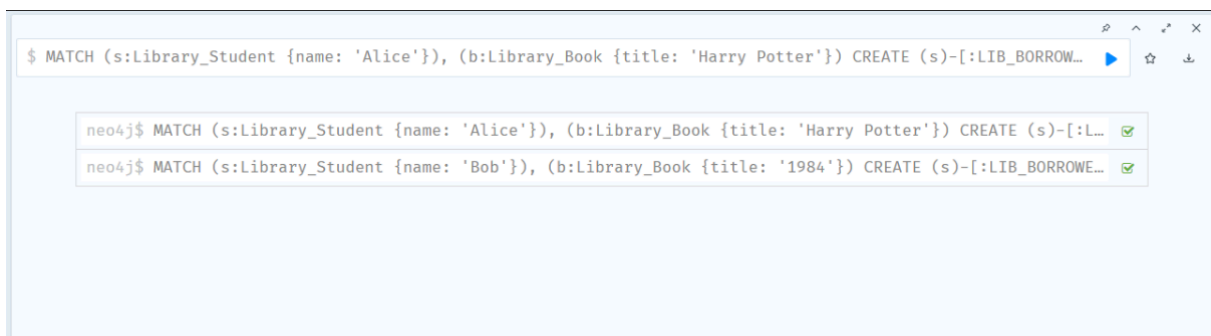 $ MATCH (s:Library_Student {name: 'Alice'}), (b:Library_Book {title: 'Harry Potter'}) CREATE (s)-[:LIB_BORROW…
neo4j$ MATCH (s:Library_Student {name: 'Alice'}), (b:Library_Book {title: 'Harry Potter'}) CREATE (s)-[:L…
neo4j$ MATCH (s:Library_Student {name: 'Bob'}), (b:Library_Book {title: '1984'}) CREATE (s)-[:LIB_BORROWE…